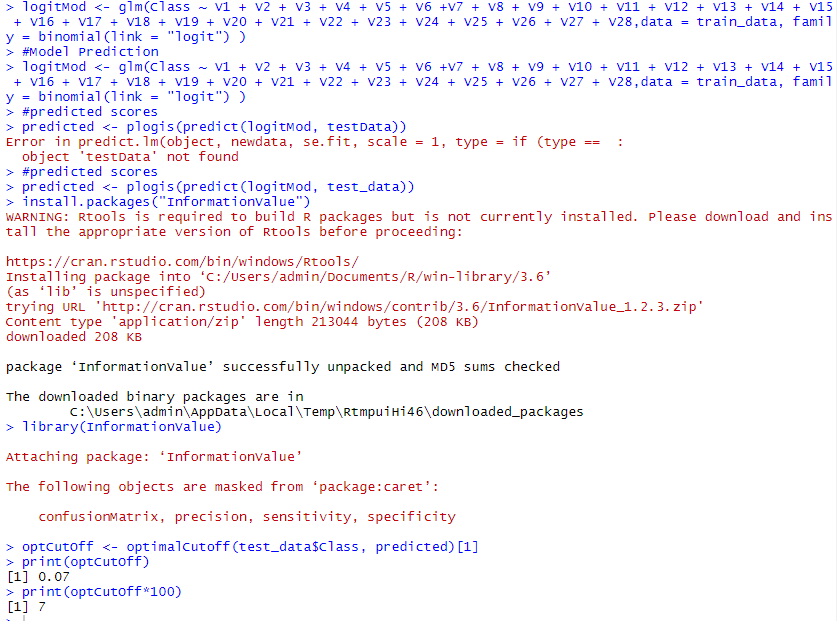 > logitMod <- glm(Class ~ V1 + V2 + V3 + V4 + V5 + V6 +V7 + V8 + V9 + V10 + V11 + V12 + V13 + V14 + V15
 + V16 + V17 + V18 + V19 + V20 + V21 + V22 + V23 + V24 + V25 + V26 + V27 + V28,data = train_data, famil
y = binomial(link = "logit") )
> #Model Prediction
> logitMod <- glm(Class ~ V1 + V2 + V3 + V4 + V5 + V6 +V7 + V8 + V9 + V10 + V11 + V12 + V13 + V14 + V15
 + V16 + V17 + V18 + V19 + V20 + V21 + V22 + V23 + V24 + V25 + V26 + V27 + V28,data = train_data, famil
y = binomial(link = "logit") )
> #predicted scores
> predicted <- plogis(predict(logitMod, testData))
Error in predict.lm(object, newdata, se.fit, scale = 1, type = if (type ==  :
  object 'testData' not found
> #predicted scores
> predicted <- plogis(predict(logitMod, test_data))
> install.packages("InformationValue")
WARNING: Rtools is required to build R packages but is not currently installed. Please download and ins
tall the appropriate version of Rtools before proceeding:

https://cran.rstudio.com/bin/windows/Rtools/
Installing package into ‘C:/Users/admin/Documents/R/win-library/3.6’
(as ‘lib’ is unspecified)
trying URL 'http://cran.rstudio.com/bin/windows/contrib/3.6/InformationValue_1.2.3.zip'
Content type 'application/zip' length 213044 bytes (208 KB)
downloaded 208 KB

package ‘InformationValue’ successfully unpacked and MD5 sums checked

The downloaded binary packages are in
        C:\Users\admin\AppData\Local\Temp\RtmpuiHi46\downloaded_packages
> library(InformationValue)

Attaching package: ‘InformationValue’

The following objects are masked from ‘package:caret’:

    confusionMatrix, precision, sensitivity, specificity

> optCutOff <- optimalCutoff(test_data$Class, predicted)[1]
> print(optCutOff)
[1] 0.07
> print(optCutOff*100)
[1] 7
>